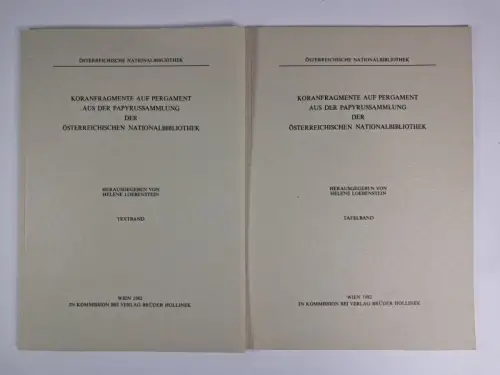 ÖSTERREICHISCHE NATIONALBIBLIOTHEK
KORANFRAGMENTE AUF PERGAMENT
AUS DER PAPYRUSSAMMLUNG
DER
ÖSTERREICHISCHEN NATIONALBIBLIOTHEK
HERAUSGEGEBEN VON
HELENE LOEBENSTEIN
TEXTBAND
WIEN 1982
IN KOMMISSION BEI VERLAG BRÜDER HOLLINEK
ÖSTERREICHISCHE NATIONALBIBLIOTHEK
KORANFRAGMENTE AUF PERGAMENT
AUS DER PAPYRUSSAMMLUNG
DER
ÖSTERREICHISCHEN NATIONALBIBLIOTHEK
HERAUSGEGEBEN VON
HELENE LOEBENSTEIN
TAFELBAND
WIEN 1982
IN KOMMISSION BEI VERLAG BRÜDER HOLLINEK